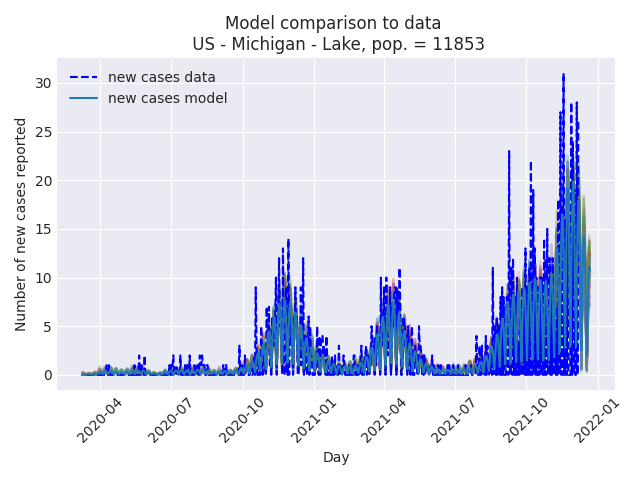 Model comparison to data
US - Michigan - Lake, pop. = 11853
new cases data
new cases model
Number of new cases reported
30
25
20
15
10
5
0
2020-04
2020-07
2020-10
2021-01
2021-04
2021-07
2021-10
2022-01
Day